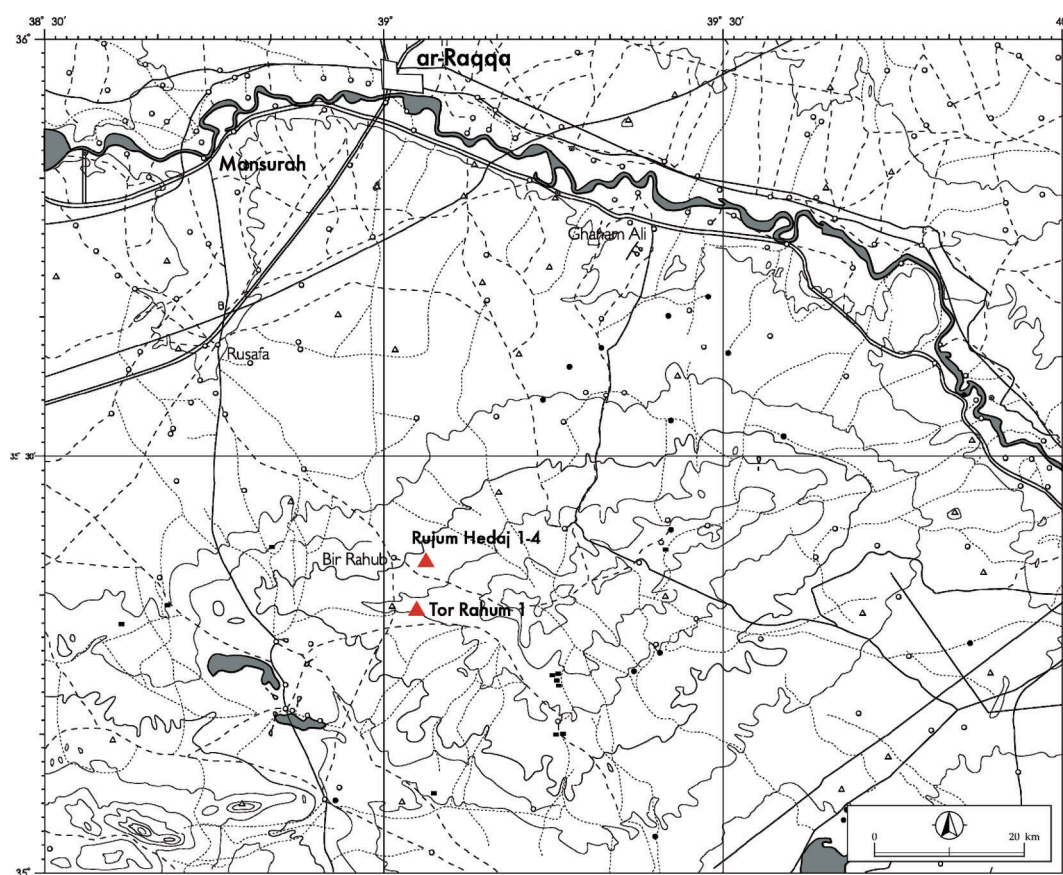 38° 30'
39°
39° 30'
40
36°
ar-Raqqa
Mansurah
Ghanam Ali
Rusafa
35° 30'
Rujum Hedaj 1-4
Bir Rahub
Tor Rahum 1
0
20 km
35°